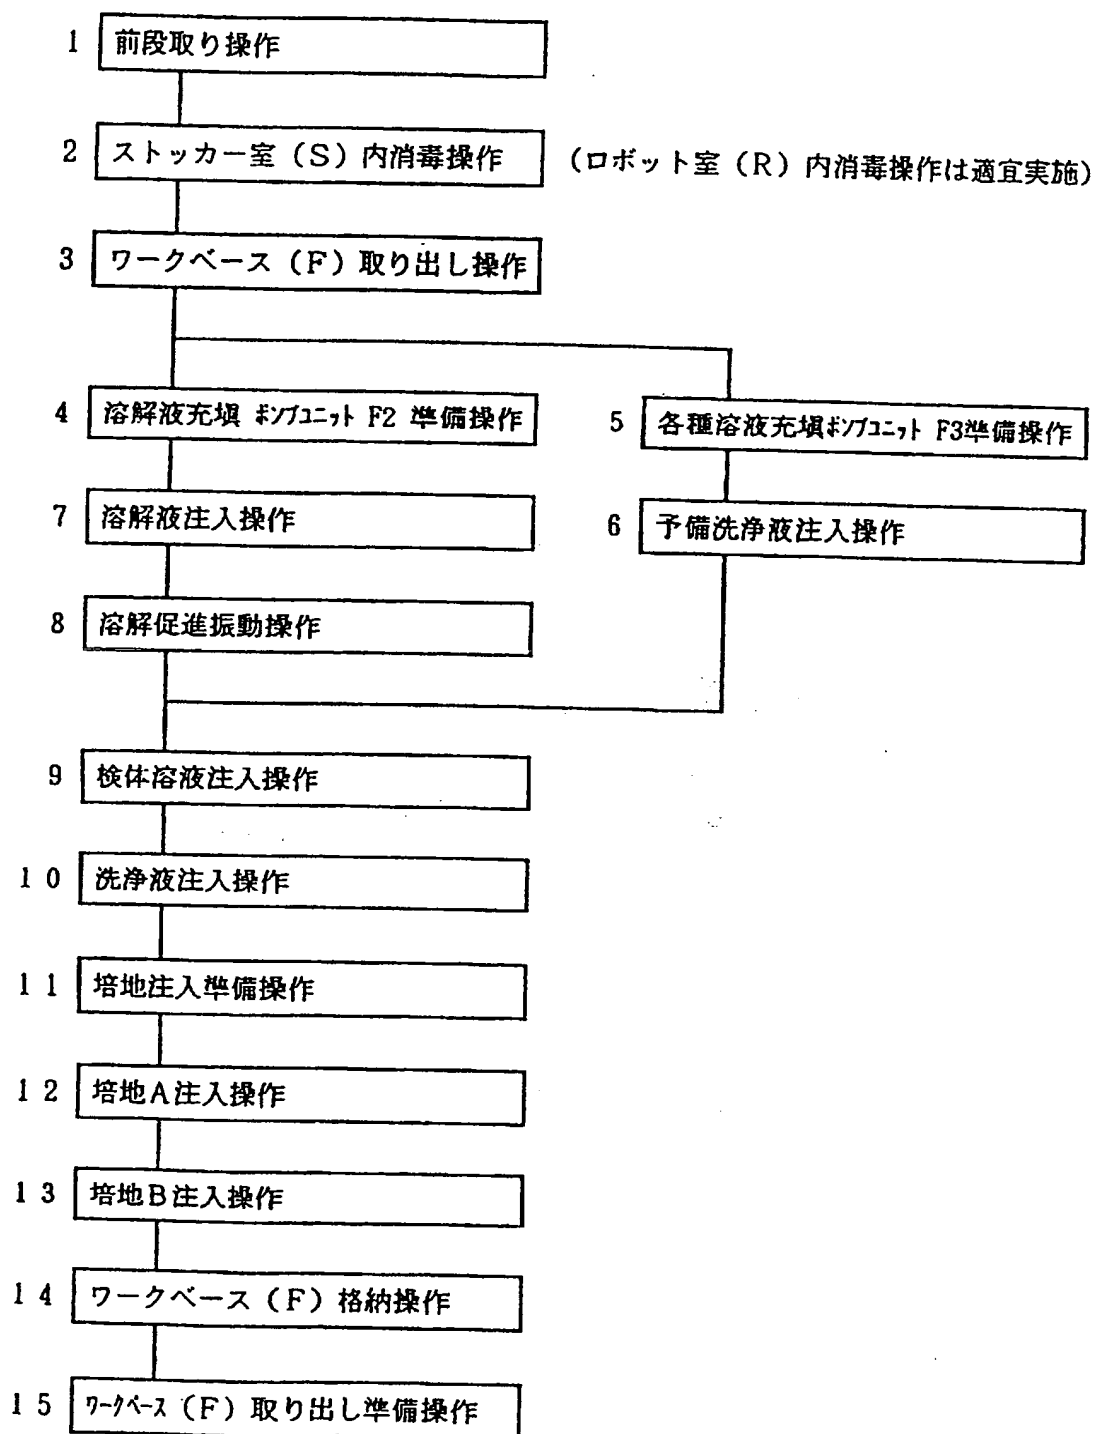 1 前段取り操作
2 ストッカー室（S）内消毒操作 （ロボット室（R）内消毒操作は適宜実施）
3 ワークベース（F）取り出し操作
4 溶解液充填 ポンプユニット F2 準備操作
5 各種溶液充填ポンプユニット F3準備操作
7 溶解液注入操作
6 予備洗浄液注入操作
8 溶解促進振動操作
9 検体溶液注入操作
10 洗浄液注入操作
11 培地注入準備操作
12 培地A注入操作
13 培地B注入操作
14 ワークベース（F）格納操作
15 ワークベース（F）取り出し準備操作